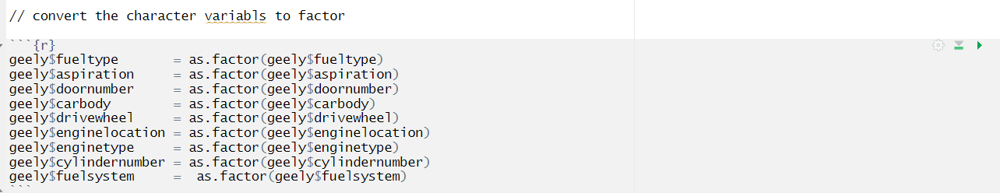 // convert the character variabls to factor
```{r}
geely$fueltype       = as.factor(geely$fueltype)
geely$aspiration     = as.factor(geely$aspiration)
geely$doornumber     = as.factor(geely$doornumber)
geely$carbody        = as.factor(geely$carbody)
geely$drivewheel     = as.factor(geely$drivewheel)
geely$enginelocation = as.factor(geely$enginelocation)
geely$enginetype     = as.factor(geely$enginetype)
geely$cylindernumber = as.factor(geely$cylindernumber)
geely$fuelsystem     =  as.factor(geely$fuelsystem)
```